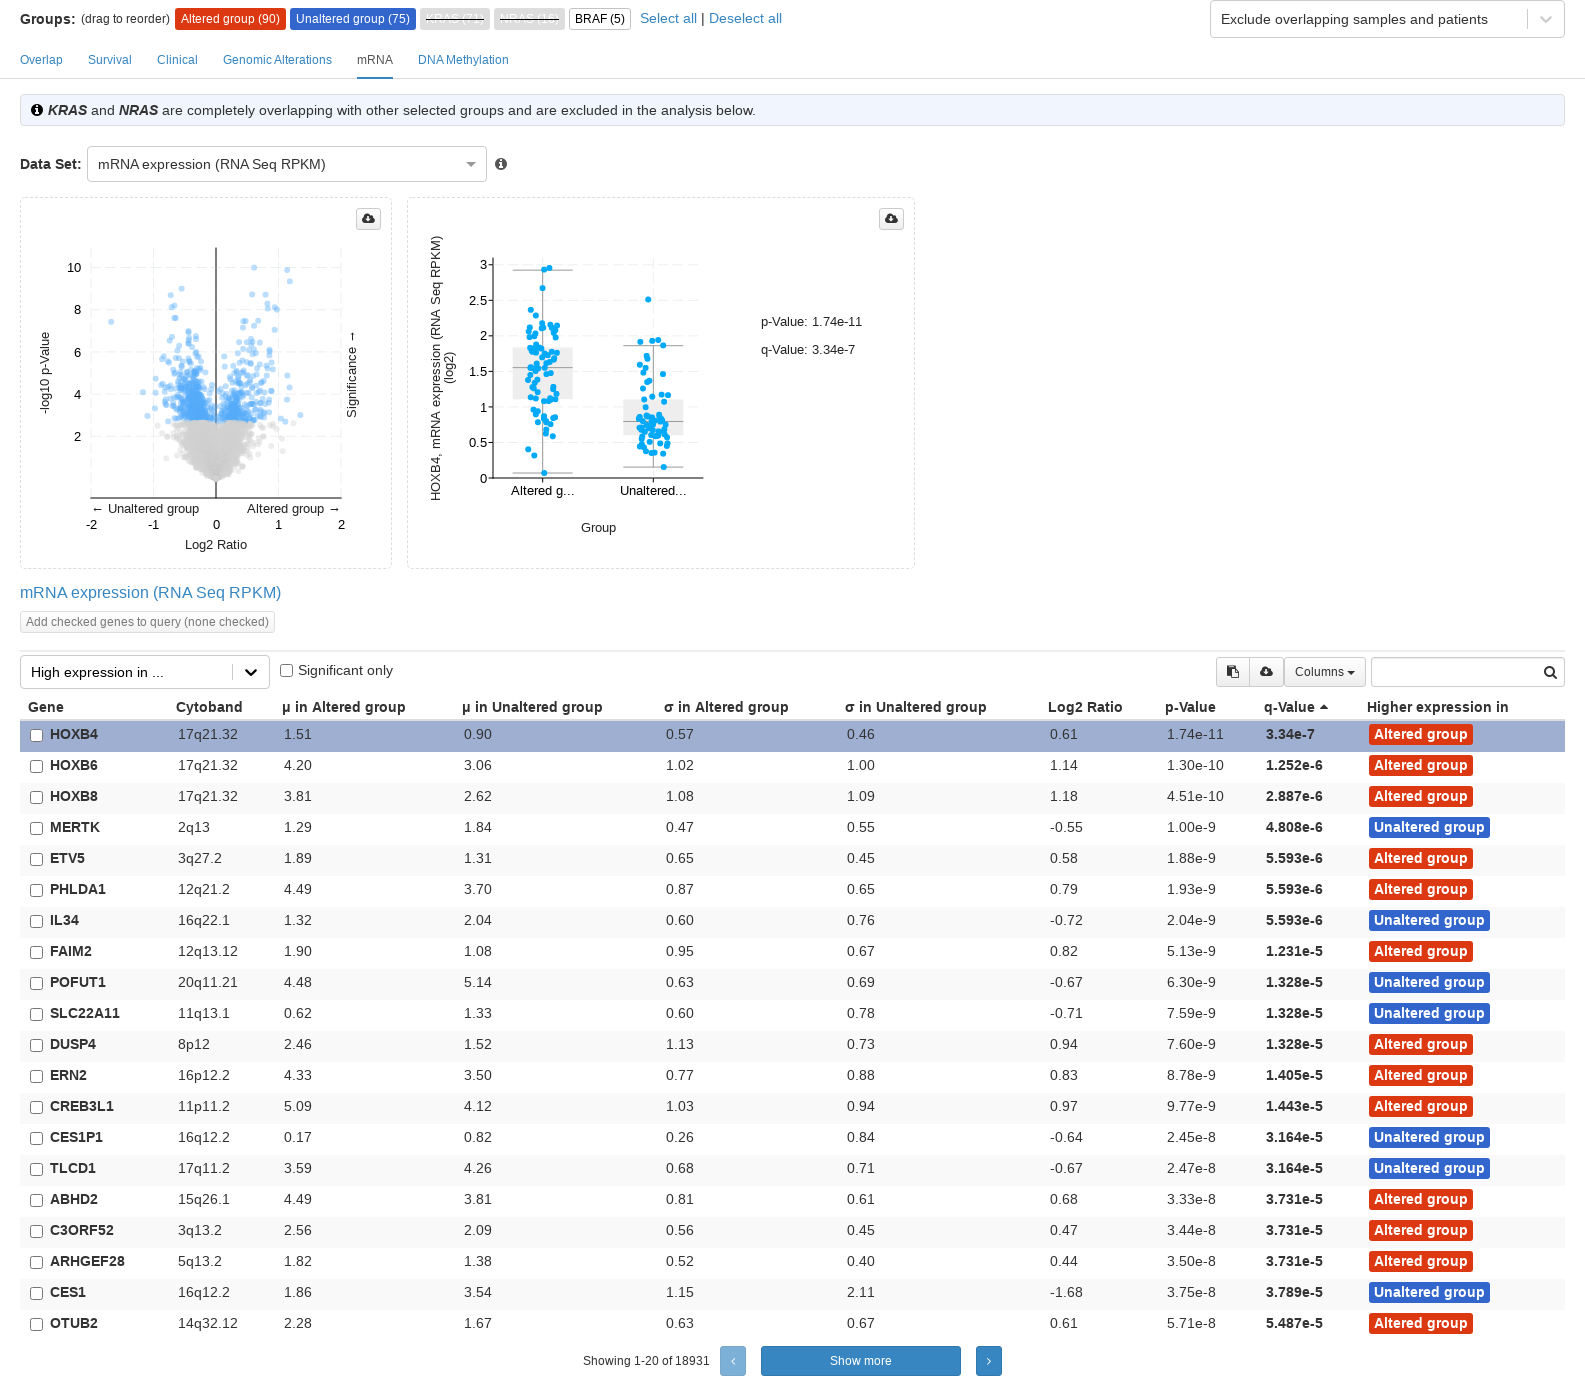 Groups: (drag to reorder) Altered group (90) Unaltered group (75) KRAS (71) NRAS (19) BRAF (5) Select all | Deselect all Exclude overlapping samples and patients
Overlap Survival Clinical Genomic Alterations mRNA DNA Methylation
KRAS and NRAS are completely overlapping with other selected groups and are excluded in the analysis below.
Data Set: mRNA expression (RNA Seq RPKM)
10
8
6
4
2
-log10 p-Value
Significance →
← Unaltered group Altered group →
-2 -1 0 1 2
Log2 Ratio
HOXB4, mRNA expression (RNA Seq RPKM)
(log2)
3
2.5
2
1.5
1
0.5
0
Altered g... Unaltered...
Group
p-Value: 1.74e-11
q-Value: 3.34e-7
mRNA expression (RNA Seq RPKM)
Add checked genes to query (none checked)
High expression in ... Significant only Columns
Gene Cytoband μ in Altered group μ in Unaltered group σ in Altered group σ in Unaltered group Log2 Ratio p-Value q-Value Higher expression in
HOXB4 17q21.32 1.51 0.90 0.57 0.46 0.61 1.74e-11 3.34e-7 Altered group
HOXB6 17q21.32 4.20 3.06 1.02 1.00 1.14 1.30e-10 1.252e-6 Altered group
HOXB8 17q21.32 3.81 2.62 1.08 1.09 1.18 4.51e-10 2.887e-6 Altered group
MERTK 2q13 1.29 1.84 0.47 0.55 -0.55 1.00e-9 4.808e-6 Unaltered group
ETV5 3q27.2 1.89 1.31 0.65 0.45 0.58 1.88e-9 5.593e-6 Altered group
PHLDA1 12q21.2 4.49 3.70 0.87 0.65 0.79 1.93e-9 5.593e-6 Altered group
IL34 16q22.1 1.32 2.04 0.60 0.76 -0.72 2.04e-9 5.593e-6 Unaltered group
FAIM2 12q13.12 1.90 1.08 0.95 0.67 0.82 5.13e-9 1.231e-5 Altered group
POFUT1 20q11.21 4.48 5.14 0.63 0.69 -0.67 6.30e-9 1.328e-5 Unaltered group
SLC22A11 11q13.1 0.62 1.33 0.60 0.78 -0.71 7.59e-9 1.328e-5 Unaltered group
DUSP4 8p12 2.46 1.52 1.13 0.73 0.94 7.60e-9 1.328e-5 Altered group
ERN2 16p12.2 4.33 3.50 0.77 0.88 0.83 8.78e-9 1.405e-5 Altered group
CREB3L1 11p11.2 5.09 4.12 1.03 0.94 0.97 9.77e-9 1.443e-5 Altered group
CES1P1 16q12.2 0.17 0.82 0.26 0.84 -0.64 2.45e-8 3.164e-5 Unaltered group
TLCD1 17q11.2 3.59 4.26 0.68 0.71 -0.67 2.47e-8 3.164e-5 Unaltered group
ABHD2 15q26.1 4.49 3.81 0.81 0.61 0.68 3.33e-8 3.731e-5 Altered group
C3ORF52 3q13.2 2.56 2.09 0.56 0.45 0.47 3.44e-8 3.731e-5 Altered group
ARHGEF28 5q13.2 1.82 1.38 0.52 0.40 0.44 3.50e-8 3.731e-5 Altered group
CES1 16q12.2 1.86 3.54 1.15 2.11 -1.68 3.75e-8 3.789e-5 Unaltered group
OTUB2 14q32.12 2.28 1.67 0.63 0.67 0.61 5.71e-8 5.487e-5 Altered group
Showing 1-20 of 18931 ‹ Show more ›